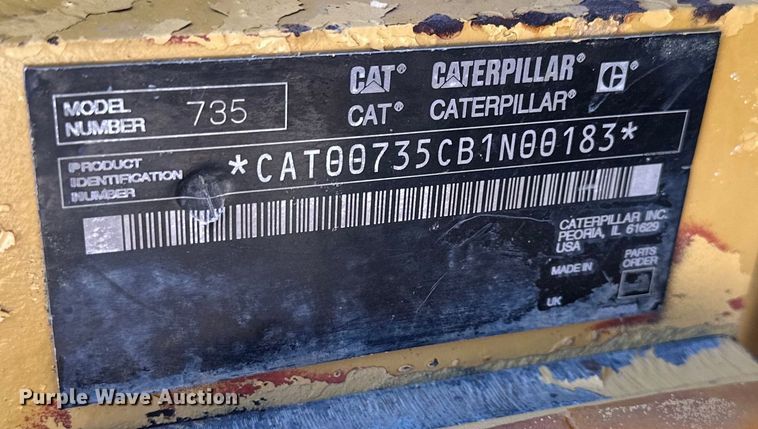 CAT® CATERPILLAR® C®
CAT® CATERPILLAR®
MODEL NUMBER 735
PRODUCT IDENTIFICATION NUMBER *CAT00735CB1N00183*
CATERPILLAR INC.
PEORIA, IL 61629
USA
MADE IN
UK
PARTS ORDER
Purple Wave Auction